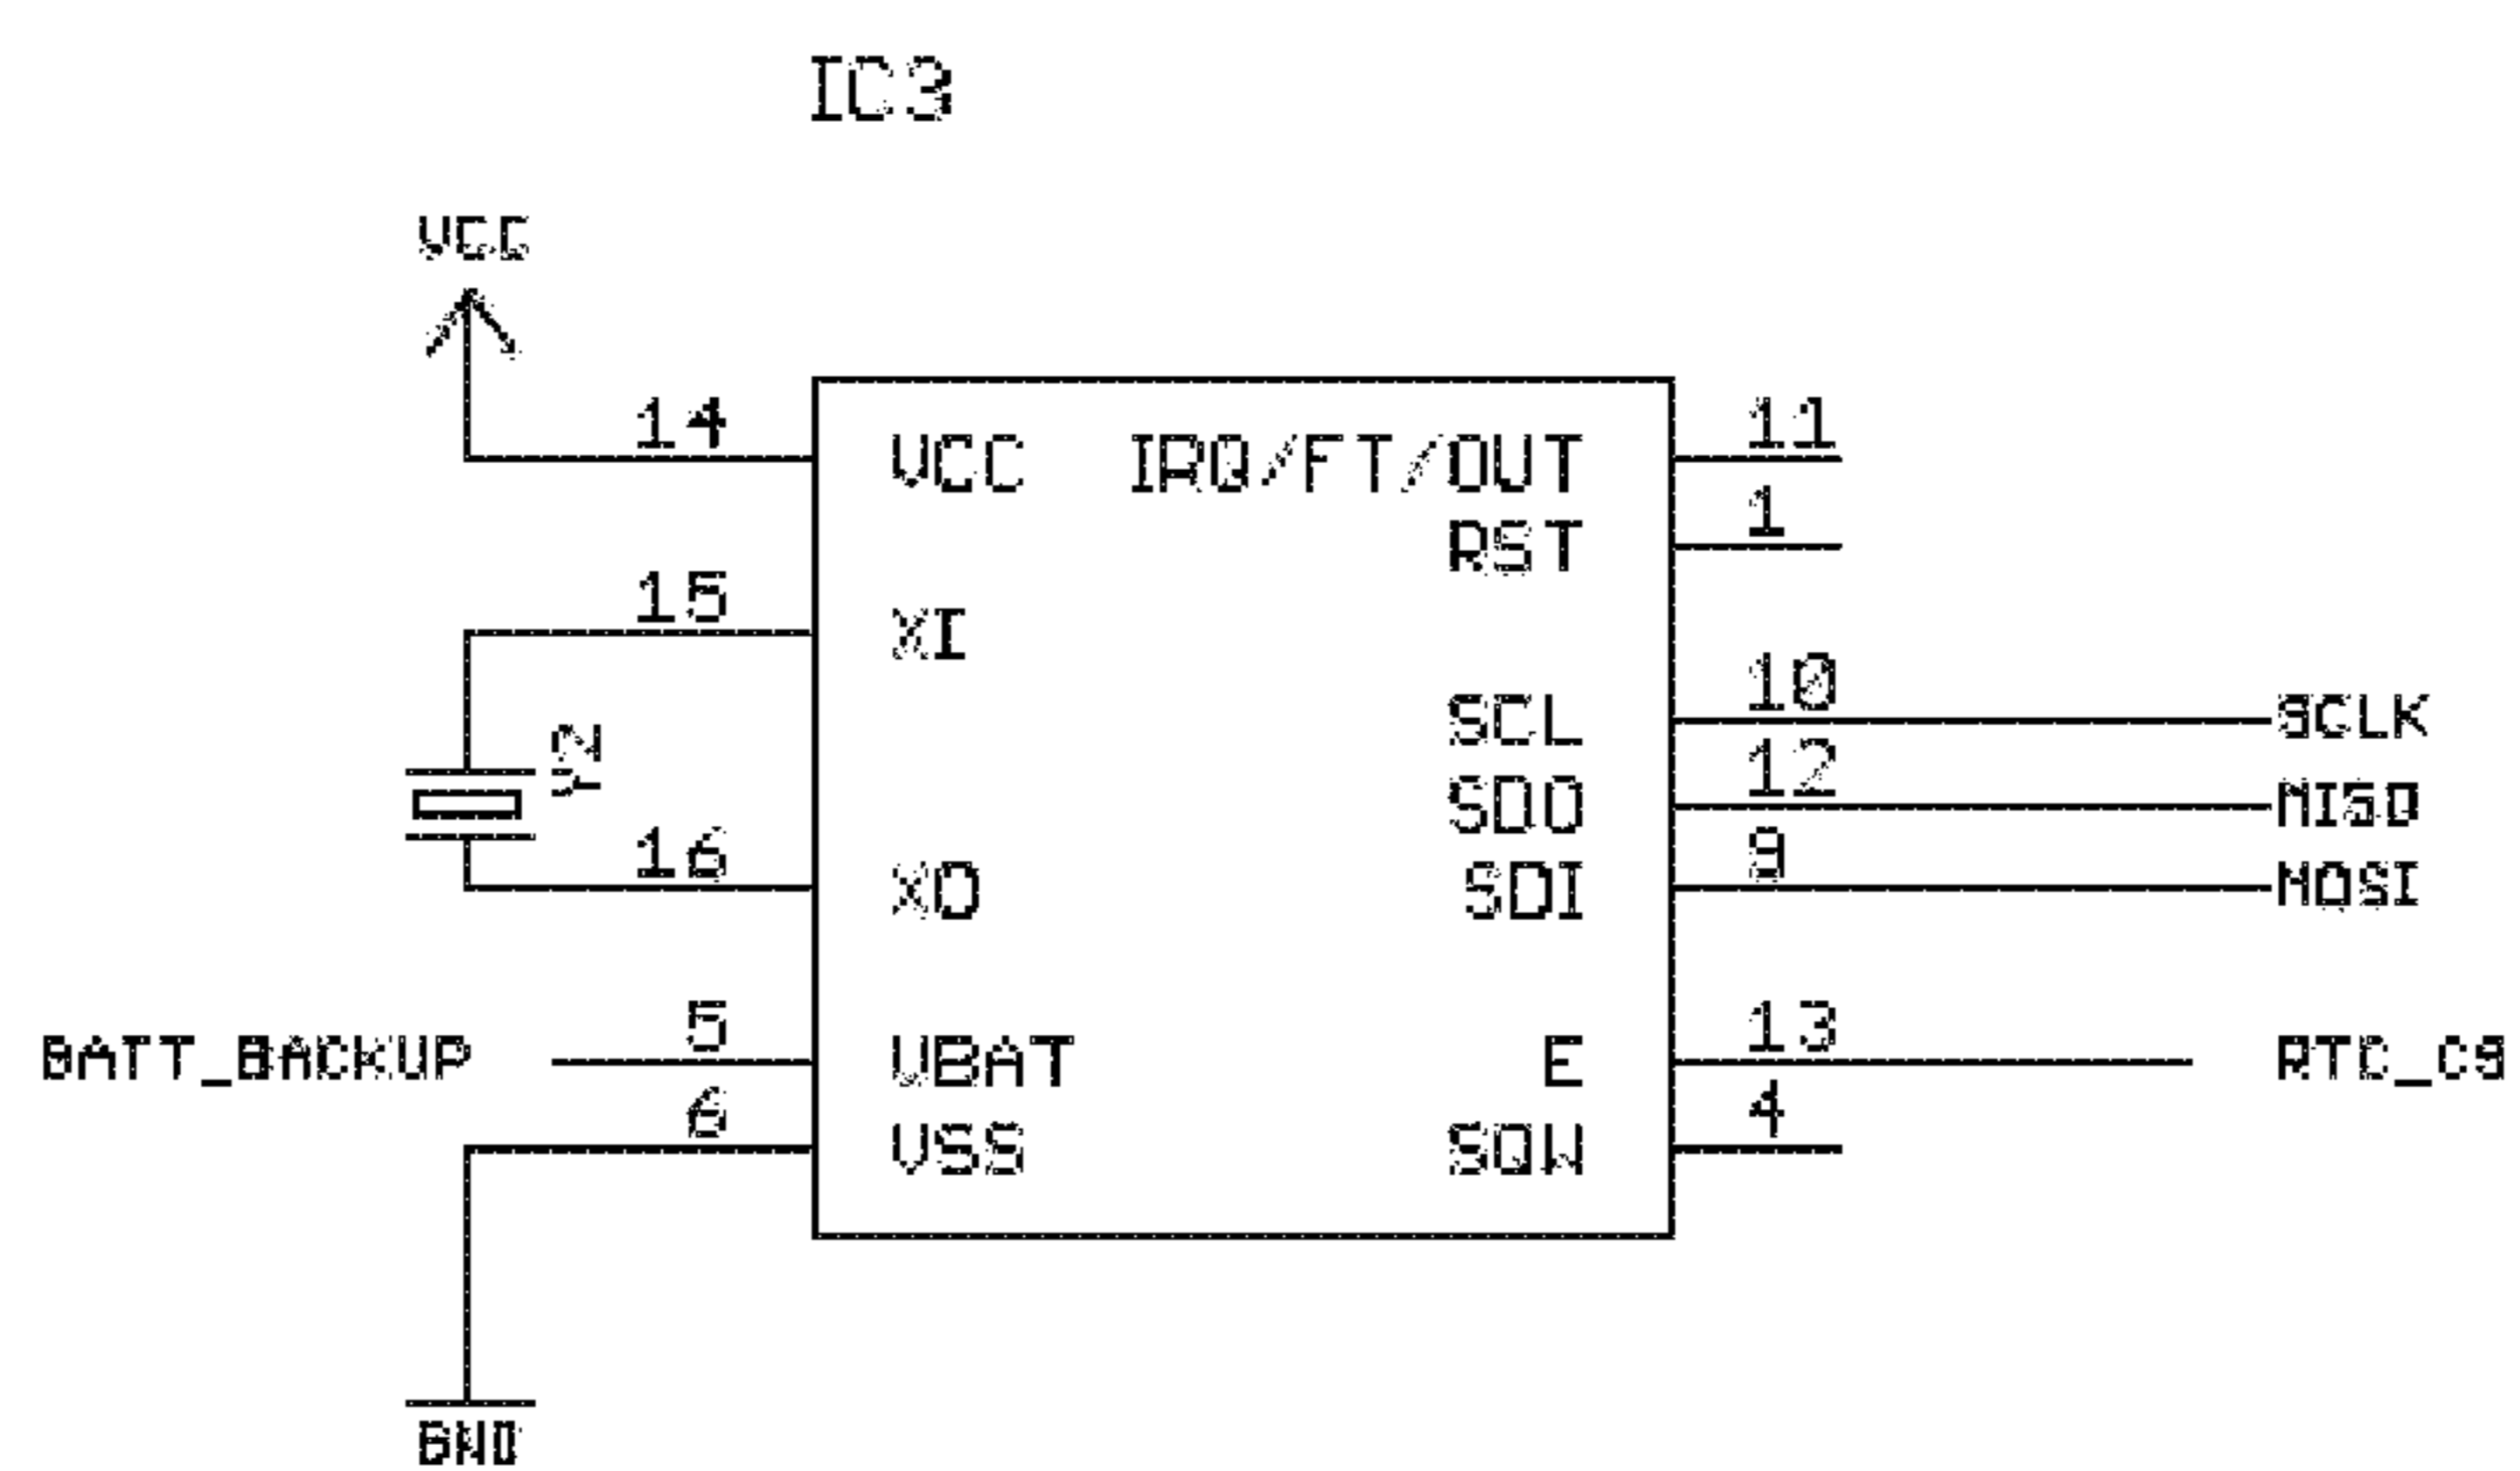 IC3
VCC
14 VCC IRQ/FT/OUT 11
RST 1
15 XI
SCL 10 SCLK
Y2
SDO 12 MISO
16 XO SDI 9 MOSI
BATT_BACKUP 5 VBAT E 13 RTC_CS
6 VSS SQW 4
GND